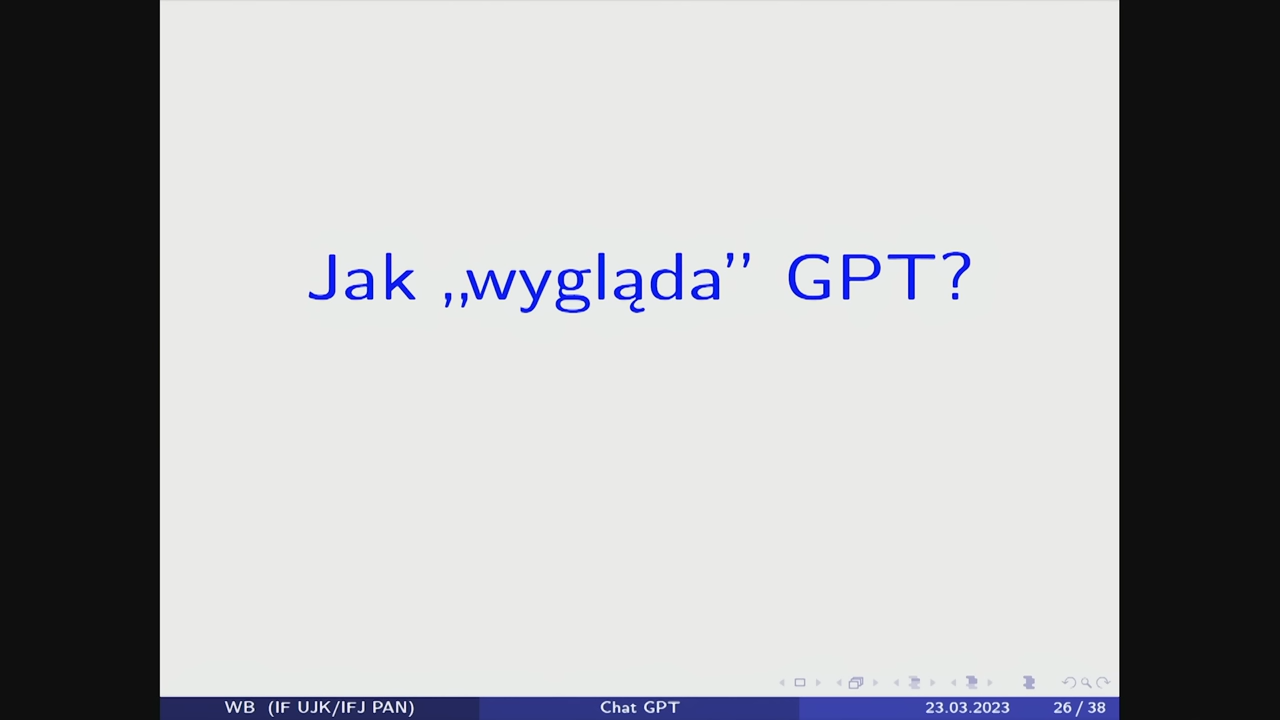 Jak „wygląda” GPT?
WB (IF UJK/IFJ PAN)
Chat GPT
23.03.2023
26 / 38